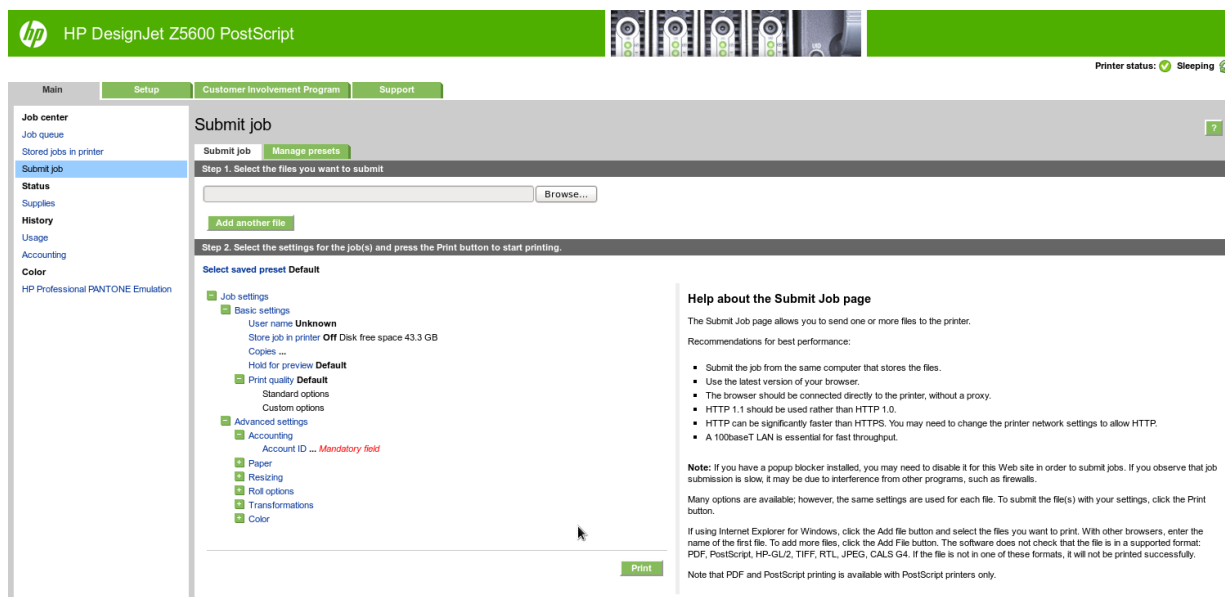 hp
HP DesignJet Z5600 PostScript
Printer status: Sleeping
Main Setup Customer Involvement Program Support
Job center
Job queue
Stored jobs in printer
Submit job
Status
Supplies
History
Usage
Accounting
Color
HP Professional PANTONE Emulation
Submit job
?
Submit job Manage presets
Step 1. Select the files you want to submit
Browse...
Add another file
Step 2. Select the settings for the job(s) and press the Print button to start printing.
Select saved preset Default
Job settings
Basic settings
User name Unknown
Store job in printer Off Disk free space 43.3 GB
Copies ...
Hold for preview Default
Print quality Default
Standard options
Custom options
Advanced settings
Accounting
Account ID ... Mandatory field
Paper
Resizing
Roll options
Transformations
Color
Print
Help about the Submit Job page
The Submit Job page allows you to send one or more files to the printer.
Recommendations for best performance:
Submit the job from the same computer that stores the files.
Use the latest version of your browser.
The browser should be connected directly to the printer, without a proxy.
HTTP 1.1 should be used rather than HTTP 1.0.
HTTP can be significantly faster than HTTPS. You may need to change the printer network settings to allow HTTP.
A 100baseT LAN is essential for fast throughput.
Note: If you have a popup blocker installed, you may need to disable it for this Web site in order to submit jobs. If you observe that job
submission is slow, it may be due to interference from other programs, such as firewalls.
Many options are available; however, the same settings are used for each file. To submit the file(s) with your settings, click the Print
button.
If using Internet Explorer for Windows, click the Add file button and select the files you want to print. With other browsers, enter the
name of the first file. To add more files, click the Add File button. The software does not check that the file is in a supported format:
PDF, PostScript, HP-GL/2, TIFF, RTL, JPEG, CALS G4. If the file is not in one of these formats, it will not be printed successfully.
Note that PDF and PostScript printing is available with PostScript printers only.